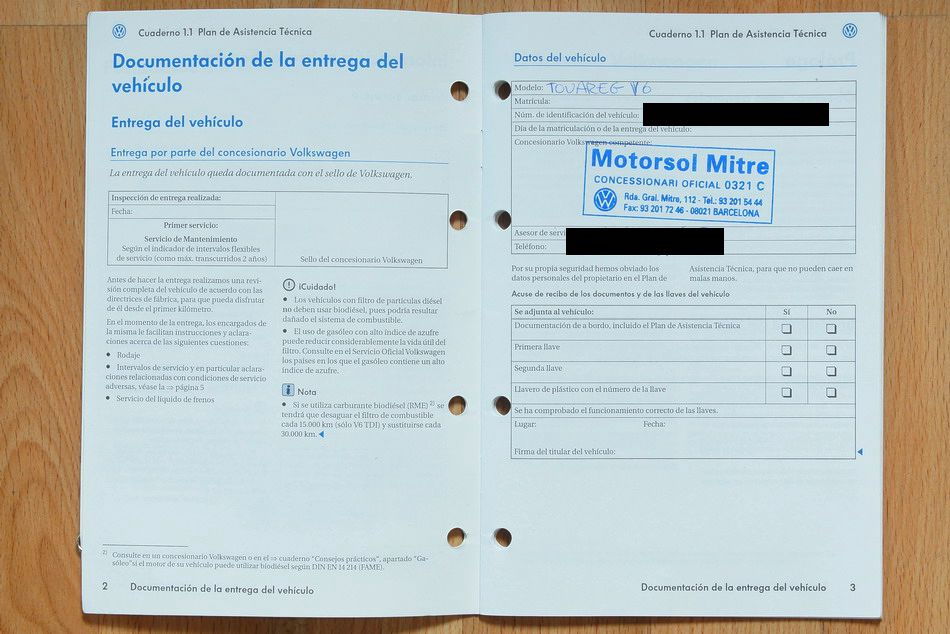 Cuaderno 1.1 Plan de Asistencia Técnica
Documentación de la entrega del
vehículo
Entrega del vehículo
Entrega por parte del concesionario Volkswagen
La entrega del vehículo queda documentada con el sello de Volkswagen.
Inspección de entrega realizada:
Fecha:
Primer servicio:
Servicio de Mantenimiento
Según el indicador de intervalos flexibles
de servicio (como máx. transcurridos 2 años)
Sello del concesionario Volkswagen
Antes de hacer la entrega realizamos una revi-
sión completa del vehículo de acuerdo con las
directrices de fábrica, para que pueda disfrutar
de él desde el primer kilómetro.
En el momento de la entrega, los encargados de
la misma le facilitan instrucciones y aclara-
ciones acerca de las siguientes cuestiones:
• Rodaje
• Intervalos de servicio y en particular aclara-
ciones relacionadas con condiciones de servicio
adversas, véase la ⇒ página 5
• Servicio del líquido de frenos
¡Cuidado!
• Los vehículos con filtro de partículas diésel
no deben usar biodiésel, pues podría resultar
dañado el sistema de combustible.
• El uso de gasóleo con alto índice de azufre
puede reducir considerablemente la vida útil del
filtro. Consulte en el Servicio Oficial Volkswagen
los países en los que el gasóleo contiene un alto
índice de azufre.
i Nota
• Si se utiliza carburante biodiésel (RME) 2) se
tendrá que desaguar el filtro de combustible
cada 15.000 km (sólo V6 TDI) y sustituirse cada
30.000 km.
2) Consulte en un concesionario Volkswagen o en el ⇒ cuaderno "Consejos prácticos", apartado "Ga-
sóleo" si el motor de su vehículo puede utilizar biodiésel según DIN EN 14 214 (FAME).
2 Documentación de la entrega del vehículo
Cuaderno 1.1 Plan de Asistencia Técnica
Datos del vehículo
Modelo: TOUAREG V6
Matrícula:
Núm. de identificación del vehículo:
Día de la matriculación o de la entrega del vehículo:
Concesionario Volkswagen competente:
Motorsol Mitre
CONCESSIONARI OFICIAL 0321 C
Rda. Gral. Mitre, 112 - Tel.: 93 201 54 44
Fax: 93 201 72 46 - 08021 BARCELONA
Asesor de servi
Teléfono:
Por su propia seguridad hemos obviado los
datos personales del propietario en el Plan de
Asistencia Técnica, para que no pueden caer en
malas manos.
Acuse de recibo de los documentos y de las llaves del vehículo
Se adjunta al vehículo: Sí No
Documentación de a bordo, incluido el Plan de Asistencia Técnica
Primera llave
Segunda llave
Llavero de plástico con el número de la llave
Se ha comprobado el funcionamiento correcto de las llaves.
Lugar: Fecha:
Firma del titular del vehículo:
Documentación de la entrega del vehículo 3